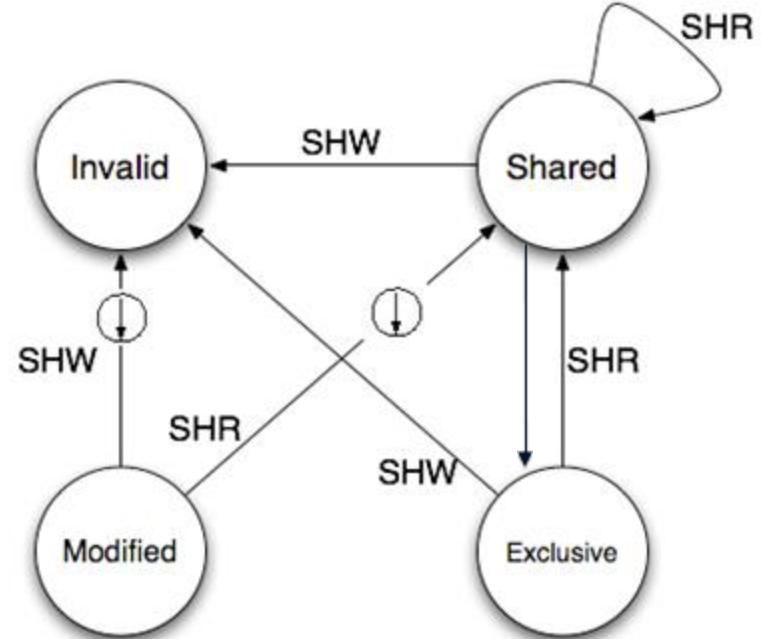 SHR
SHW
Invalid
Shared
SHW
SHR
SHR
SHW
Modified
Exclusive